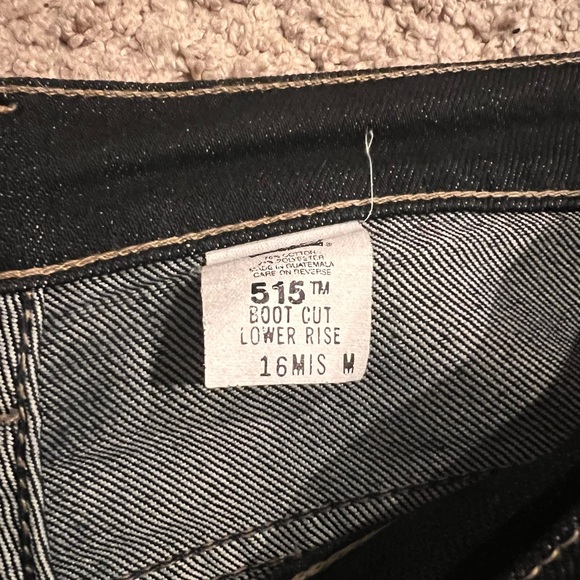 COTTON
POLYESTER
MADE IN GUATEMALA
CARE ON REVERSE
515™
BOOT CUT
LOWER RISE
16MIS M